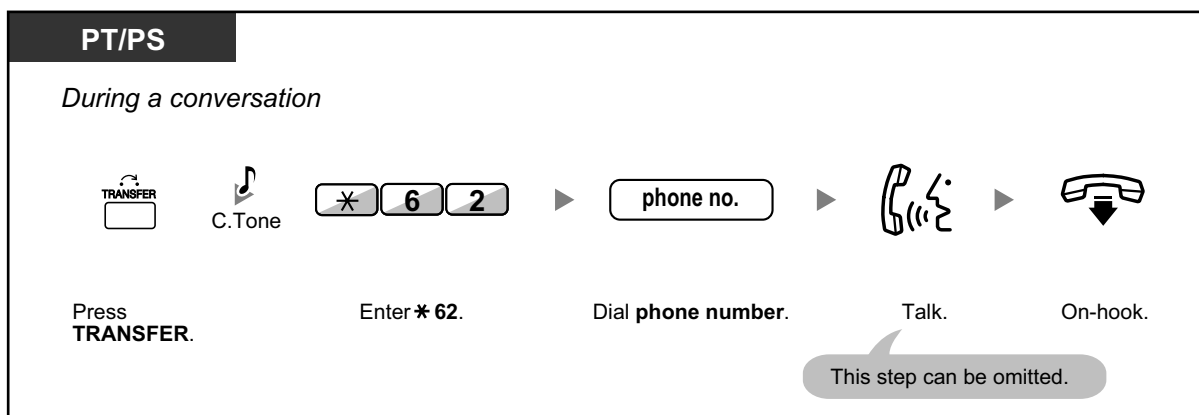 PT/PS
During a conversation
TRANSFER
C.Tone
* 6 2
phone no.
Press
TRANSFER.
Enter * 62.
Dial phone number.
Talk.
On-hook.
This step can be omitted.